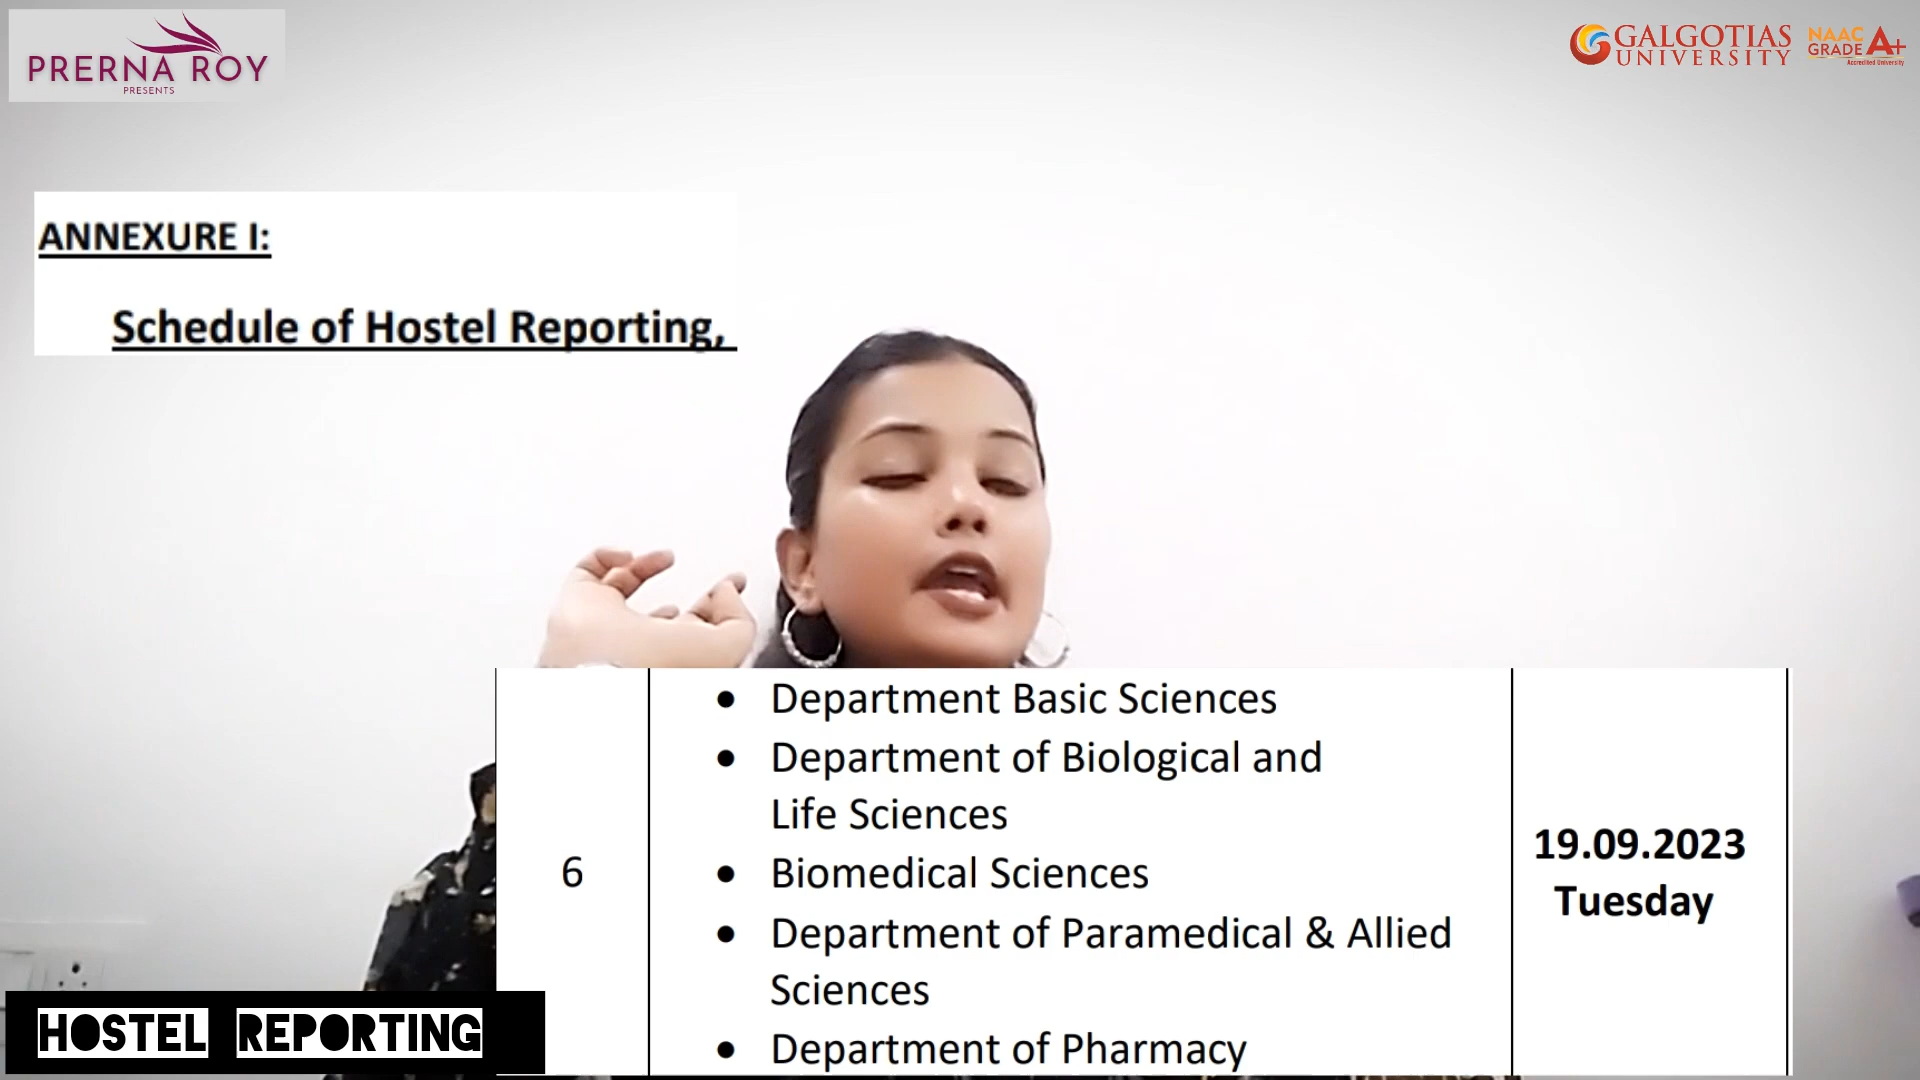 PRERNA ROY
PRESENTS
GALGOTIAS
UNIVERSITY
NAAC
GRADE A+
Accredited University
ANNEXURE I:
Schedule of Hostel Reporting,
6
• Department Basic Sciences
• Department of Biological and
Life Sciences
• Biomedical Sciences
• Department of Paramedical & Allied
Sciences
• Department of Pharmacy
19.09.2023
Tuesday
HOSTEL REPORTING